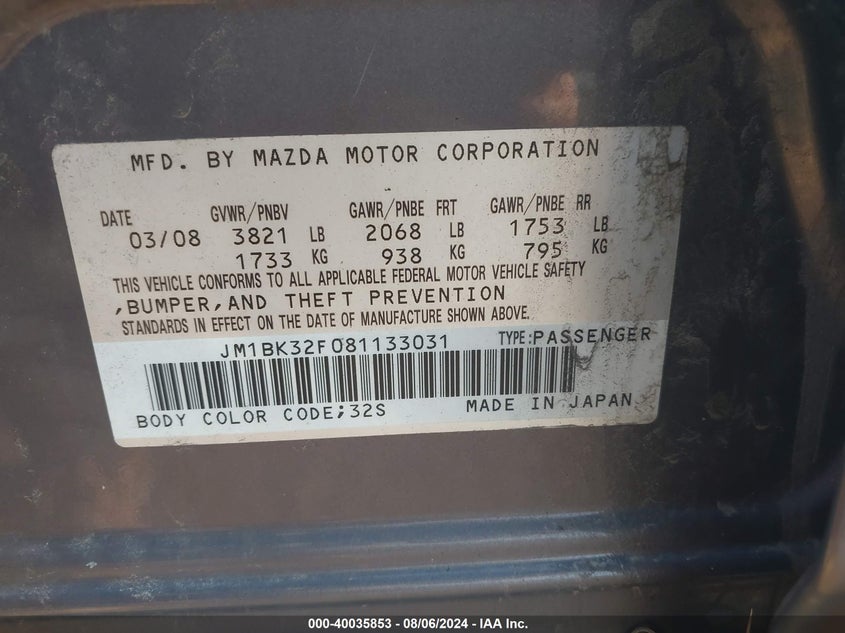 MFD. BY MAZDA MOTOR CORPORATION
DATE GVWR/PNBV GAWR/PNBE FRT GAWR/PNBE RR
03/08 3821 LB 2068 LB 1753 LB
1733 KG 938 KG 795 KG
THIS VEHICLE CONFORMS TO ALL APPLICABLE FEDERAL MOTOR VEHICLE SAFETY
,BUMPER,AND THEFT PREVENTION
STANDARDS IN EFFECT ON THE DATE OF MANUFACTURE SHOWN ABOVE.
JM1BK32F081133031 TYPE:PASSENGER
BODY COLOR CODE;32S MADE IN JAPAN
000-40035853 - 08/06/2024 - IAA Inc.